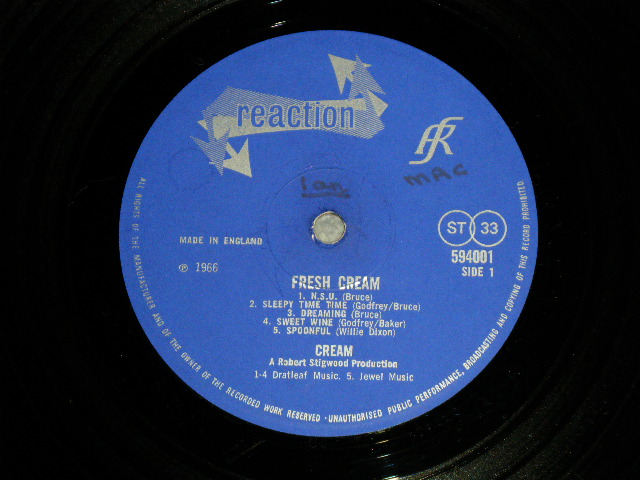 reaction
RSA
Ian
MAC
MADE IN ENGLAND
ST 33
594001
SIDE 1
℗ 1966
FRESH CREAM
1. N.S.U. (Bruce)
2. SLEEPY TIME TIME (Godfrey/Bruce)
3. DREAMING (Bruce)
4. SWEET WINE (Godfrey/Baker)
5. SPOONFUL (Willie Dixon)
CREAM
A Robert Stigwood Production
1-4 Dratleaf Music. 5. Jewel Music
ALL RIGHTS OF THE MANUFACTURER AND OF THE OWNER OF THE RECORDED WORK RESERVED · UNAUTHORISED PUBLIC PERFORMANCE, BROADCASTING AND COPYING OF THIS RECORD PROHIBITED.